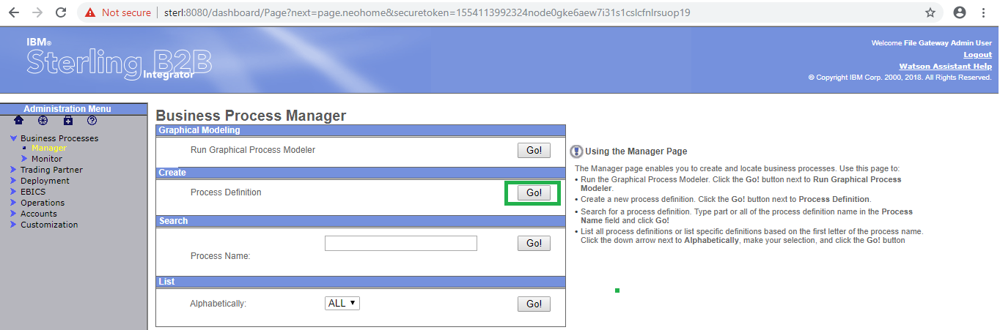 Not secure | sterl:8080/dashboard/Page?next=page.neohome&securetoken=1554113992324node0gke6aew7i31s1cslcfnlrsuop19
IBM®
Sterling B2B
Integrator
Welcome File Gateway Admin User
Logout
Watson Assistant Help
© Copyright IBM Corp. 2000, 2018. All Rights Reserved.
Administration Menu
Business Processes
Manager
Monitor
Trading Partner
Deployment
EBICS
Operations
Accounts
Customization
Business Process Manager
Graphical Modeling
Run Graphical Process Modeler Go!
Create
Process Definition Go!
Search
Process Name: Go!
List
Alphabetically: ALL Go!
Using the Manager Page
The Manager page enables you to create and locate business processes. Use this page to:
• Run the Graphical Process Modeler. Click the Go! button next to Run Graphical Process
Modeler.
• Create a new process definition. Click the Go! button next to Process Definition.
• Search for a process definition. Type part or all of the process definition name in the Process
Name field and click Go!
• List all process definitions or list specific definitions based on the first letter of the process name.
Click the down arrow next to Alphabetically, make your selection, and click the Go! button